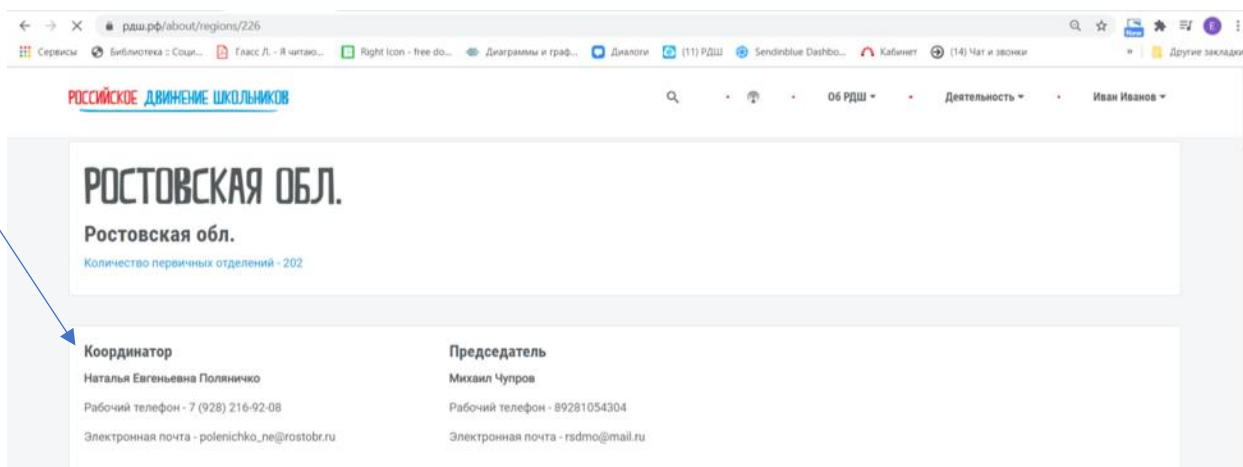 рдш.рф/about/regions/226
Сервисы Библиотека :: Соци... Гласс Л. - Я читаю... Right Icon - free do... Диаграммы и граф... Диалоги (11) РДШ Sendinblue Dashbo... Кабинет (14) Чат и звонки » Другие закладки
РОССИЙСКОЕ ДВИЖЕНИЕ ШКОЛЬНИКОВ Об РДШ Деятельность Иван Иванов
РОСТОВСКАЯ ОБЛ.
Ростовская обл.
Количество первичных отделений - 202
Координатор Председатель
Наталья Евгеньевна Поляничко Михаил Чупров
Рабочий телефон - 7 (928) 216-92-08 Рабочий телефон - 89281054304
Электронная почта - polenichko_ne@rostobr.ru Электронная почта - rsdmo@mail.ru